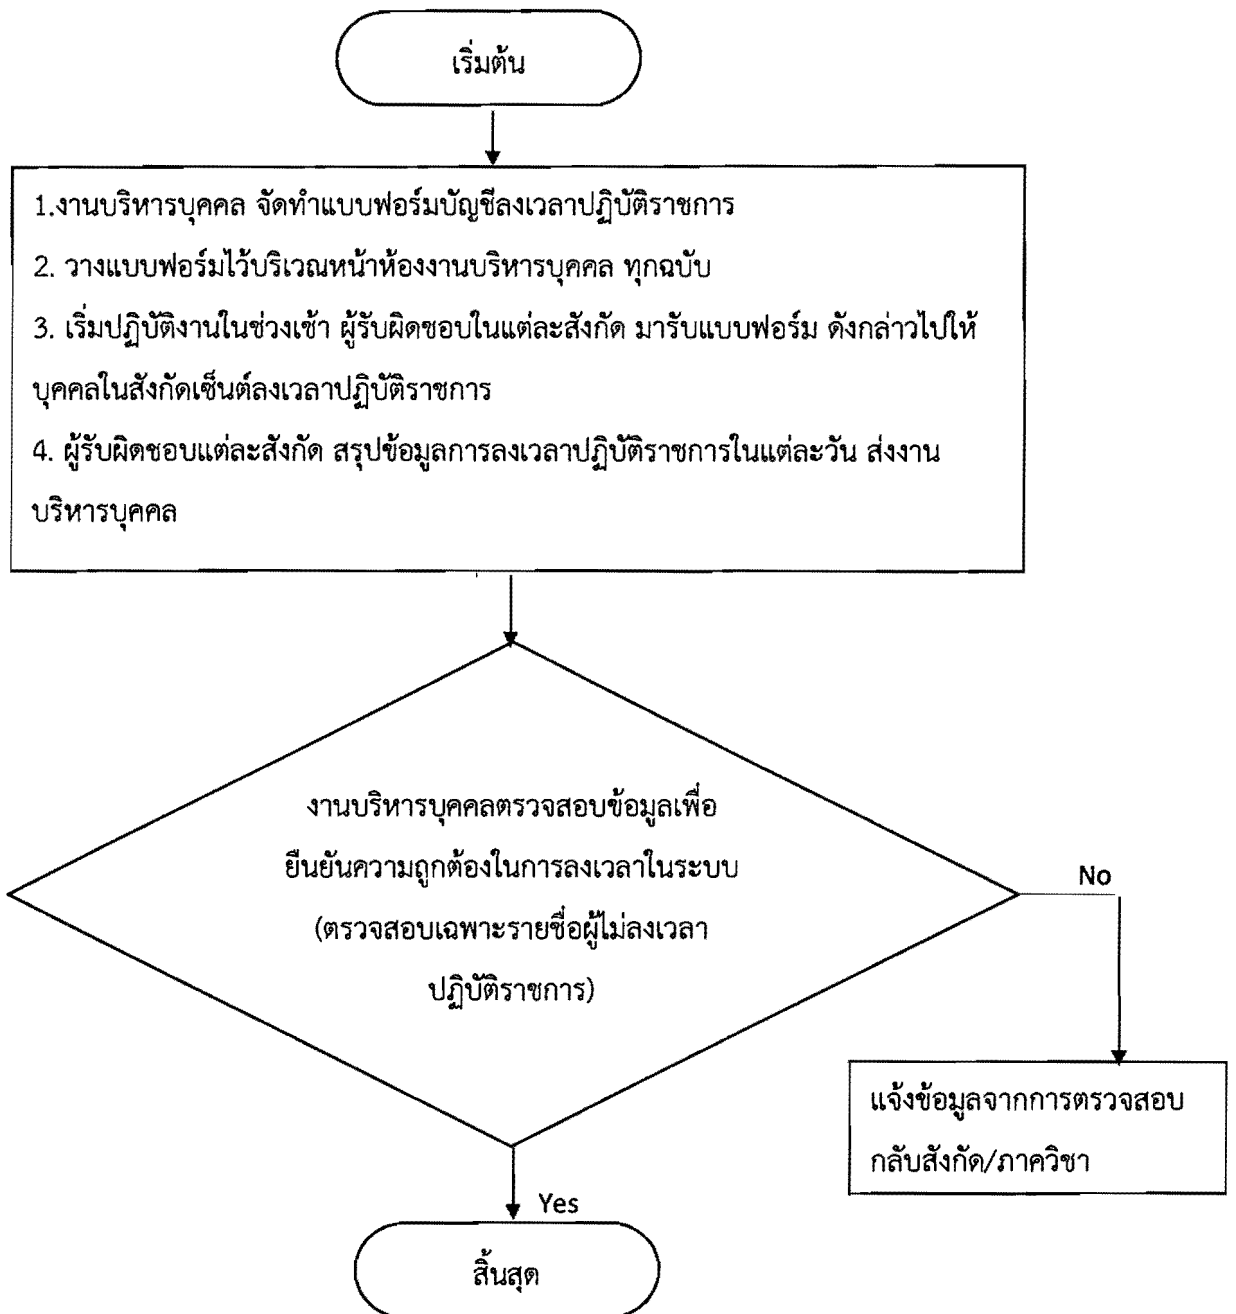 เริ่มต้น
1.งานบริหารบุคคล จัดทำแบบฟอร์มบัญชีลงเวลาปฏิบัติราชการ
2. วางแบบฟอร์มไว้บริเวณหน้าห้องงานบริหารบุคคล ทุกฉบับ
3. เริ่มปฏิบัติงานในช่วงเช้า ผู้รับผิดชอบในแต่ละสังกัด มารับแบบฟอร์ม ดังกล่าวไปให้
บุคคลในสังกัดเซ็นต์ลงเวลาปฏิบัติราชการ
4. ผู้รับผิดชอบแต่ละสังกัด สรุปข้อมูลการลงเวลาปฏิบัติราชการในแต่ละวัน ส่งงาน
บริหารบุคคล
งานบริหารบุคคลตรวจสอบข้อมูลเพื่อ
ยืนยันความถูกต้องในการลงเวลาในระบบ
(ตรวจสอบเฉพาะรายชื่อผู้ไม่ลงเวลา
ปฏิบัติราชการ)
No
แจ้งข้อมูลจากการตรวจสอบ
กลับสังกัด/ภาควิชา
Yes
สิ้นสุด